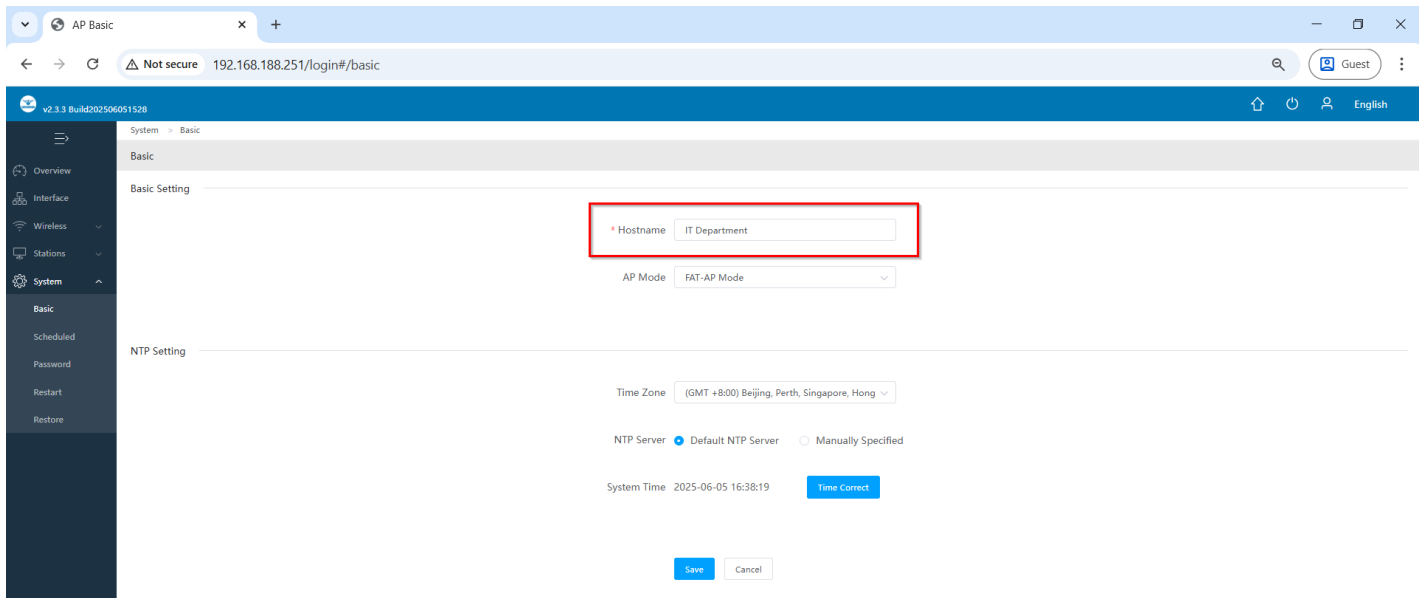 AP Basic
Not secure 192.168.188.251/login#/basic Guest
v2.3.3 Build202506051528 English
System > Basic
Basic
Overview
Interface
Wireless
Stations
System
Basic
Scheduled
Password
Restart
Restore
Basic Setting
* Hostname IT Department
AP Mode FAT-AP Mode
NTP Setting
Time Zone (GMT +8:00) Beijing, Perth, Singapore, Hong
NTP Server Default NTP Server Manually Specified
System Time 2025-06-05 16:38:19 Time Correct
Save Cancel